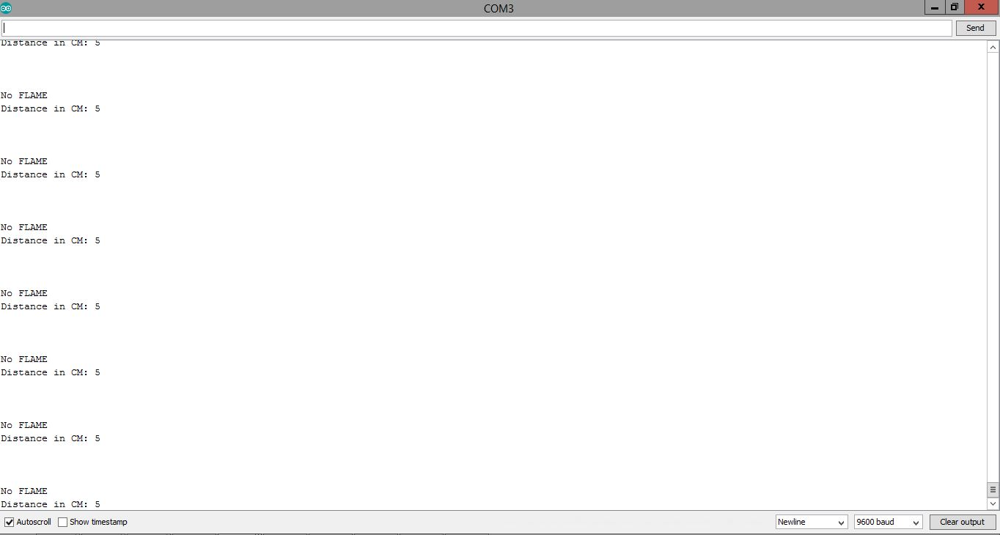 COM3
Send
Distance in CM: 5
No FLAME
Distance in CM: 5
No FLAME
Distance in CM: 5
No FLAME
Distance in CM: 5
No FLAME
Distance in CM: 5
No FLAME
Distance in CM: 5
No FLAME
Distance in CM: 5
No FLAME
Distance in CM: 5
Autoscroll Show timestamp Newline 9600 baud Clear output